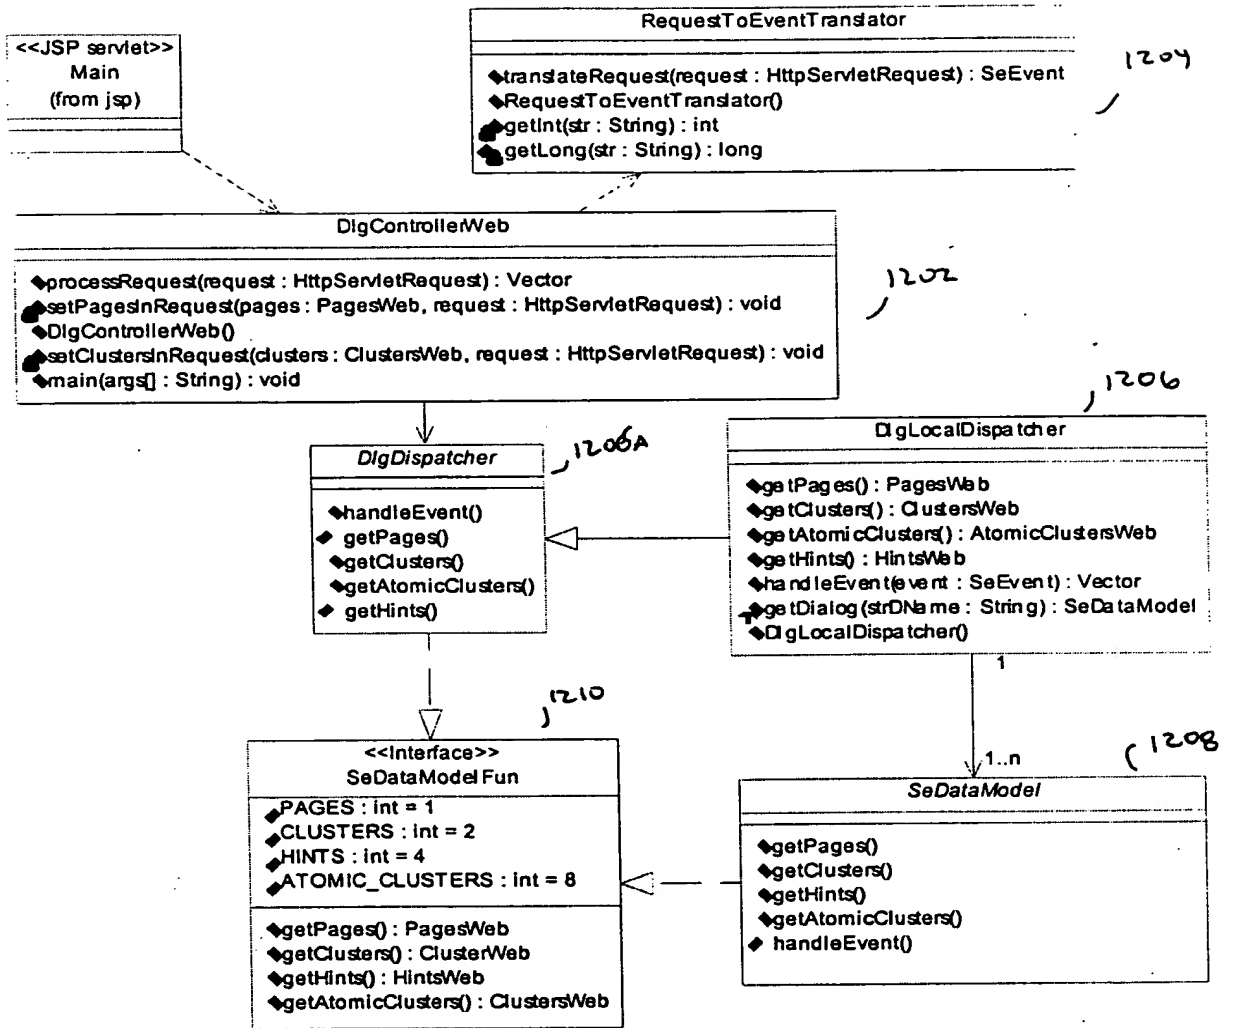 RequestToEventTranslator
translateRequest(request : HttpServletRequest) : SeEvent
RequestToEventTranslator()
getInt(str : String) : int
getLong(str : String) : long
1204
<<JSP servlet>>
Main
(from jsp)
DlgControllerWeb
processRequest(request : HttpServletRequest) : Vector
setPagesInRequest(pages : PagesWeb, request : HttpServletRequest) : void
DlgControllerWeb()
setClustersInRequest(clusters : ClustersWeb, request : HttpServletRequest) : void
main(args[] : String) : void
1202
DlgDispatcher
handleEvent()
getPages()
getClusters()
getAtomicClusters()
getHints()
1206A
DlgLocalDispatcher
getPages() : PagesWeb
getClusters() : ClustersWeb
getAtomicClusters() : AtomicClustersWeb
getHints() : HintsWeb
handleEvent(event : SeEvent) : Vector
getDialog(strDName : String) : SeDataModel
DlgLocalDispatcher()
1206
1
1..n
<<Interface>>
SeDataModelFun
PAGES : int = 1
CLUSTERS : int = 2
HINTS : int = 4
ATOMIC_CLUSTERS : int = 8
getPages() : PagesWeb
getClusters() : ClusterWeb
getHints() : HintsWeb
getAtomicClusters() : ClustersWeb
1210
SeDataModel
getPages()
getClusters()
getHints()
getAtomicClusters()
handleEvent()
1208